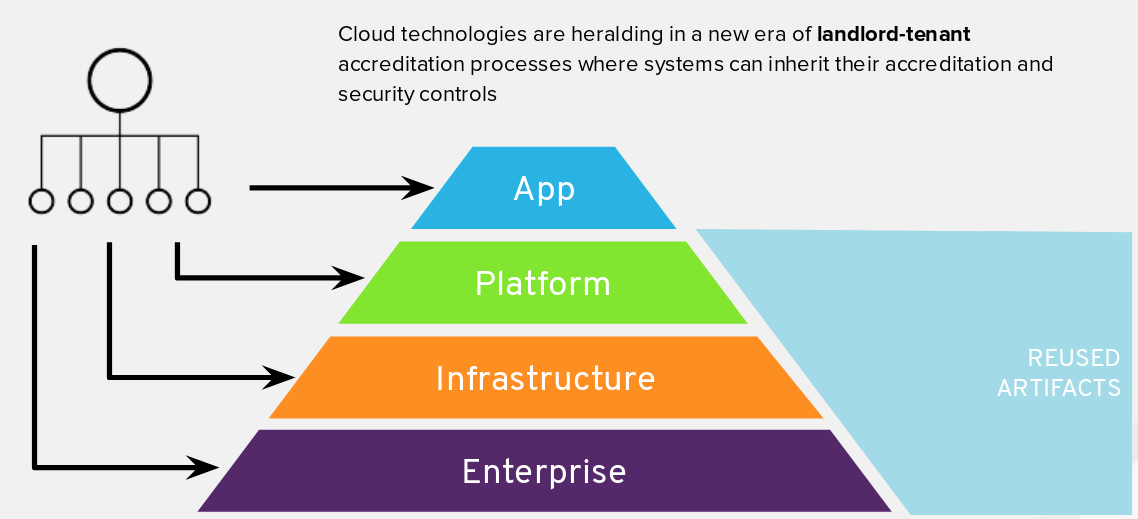 Cloud technologies are heralding in a new era of landlord-tenant
accreditation processes where systems can inherit their accreditation and
security controls
App
Platform
Infrastructure
Enterprise
REUSED
ARTIFACTS